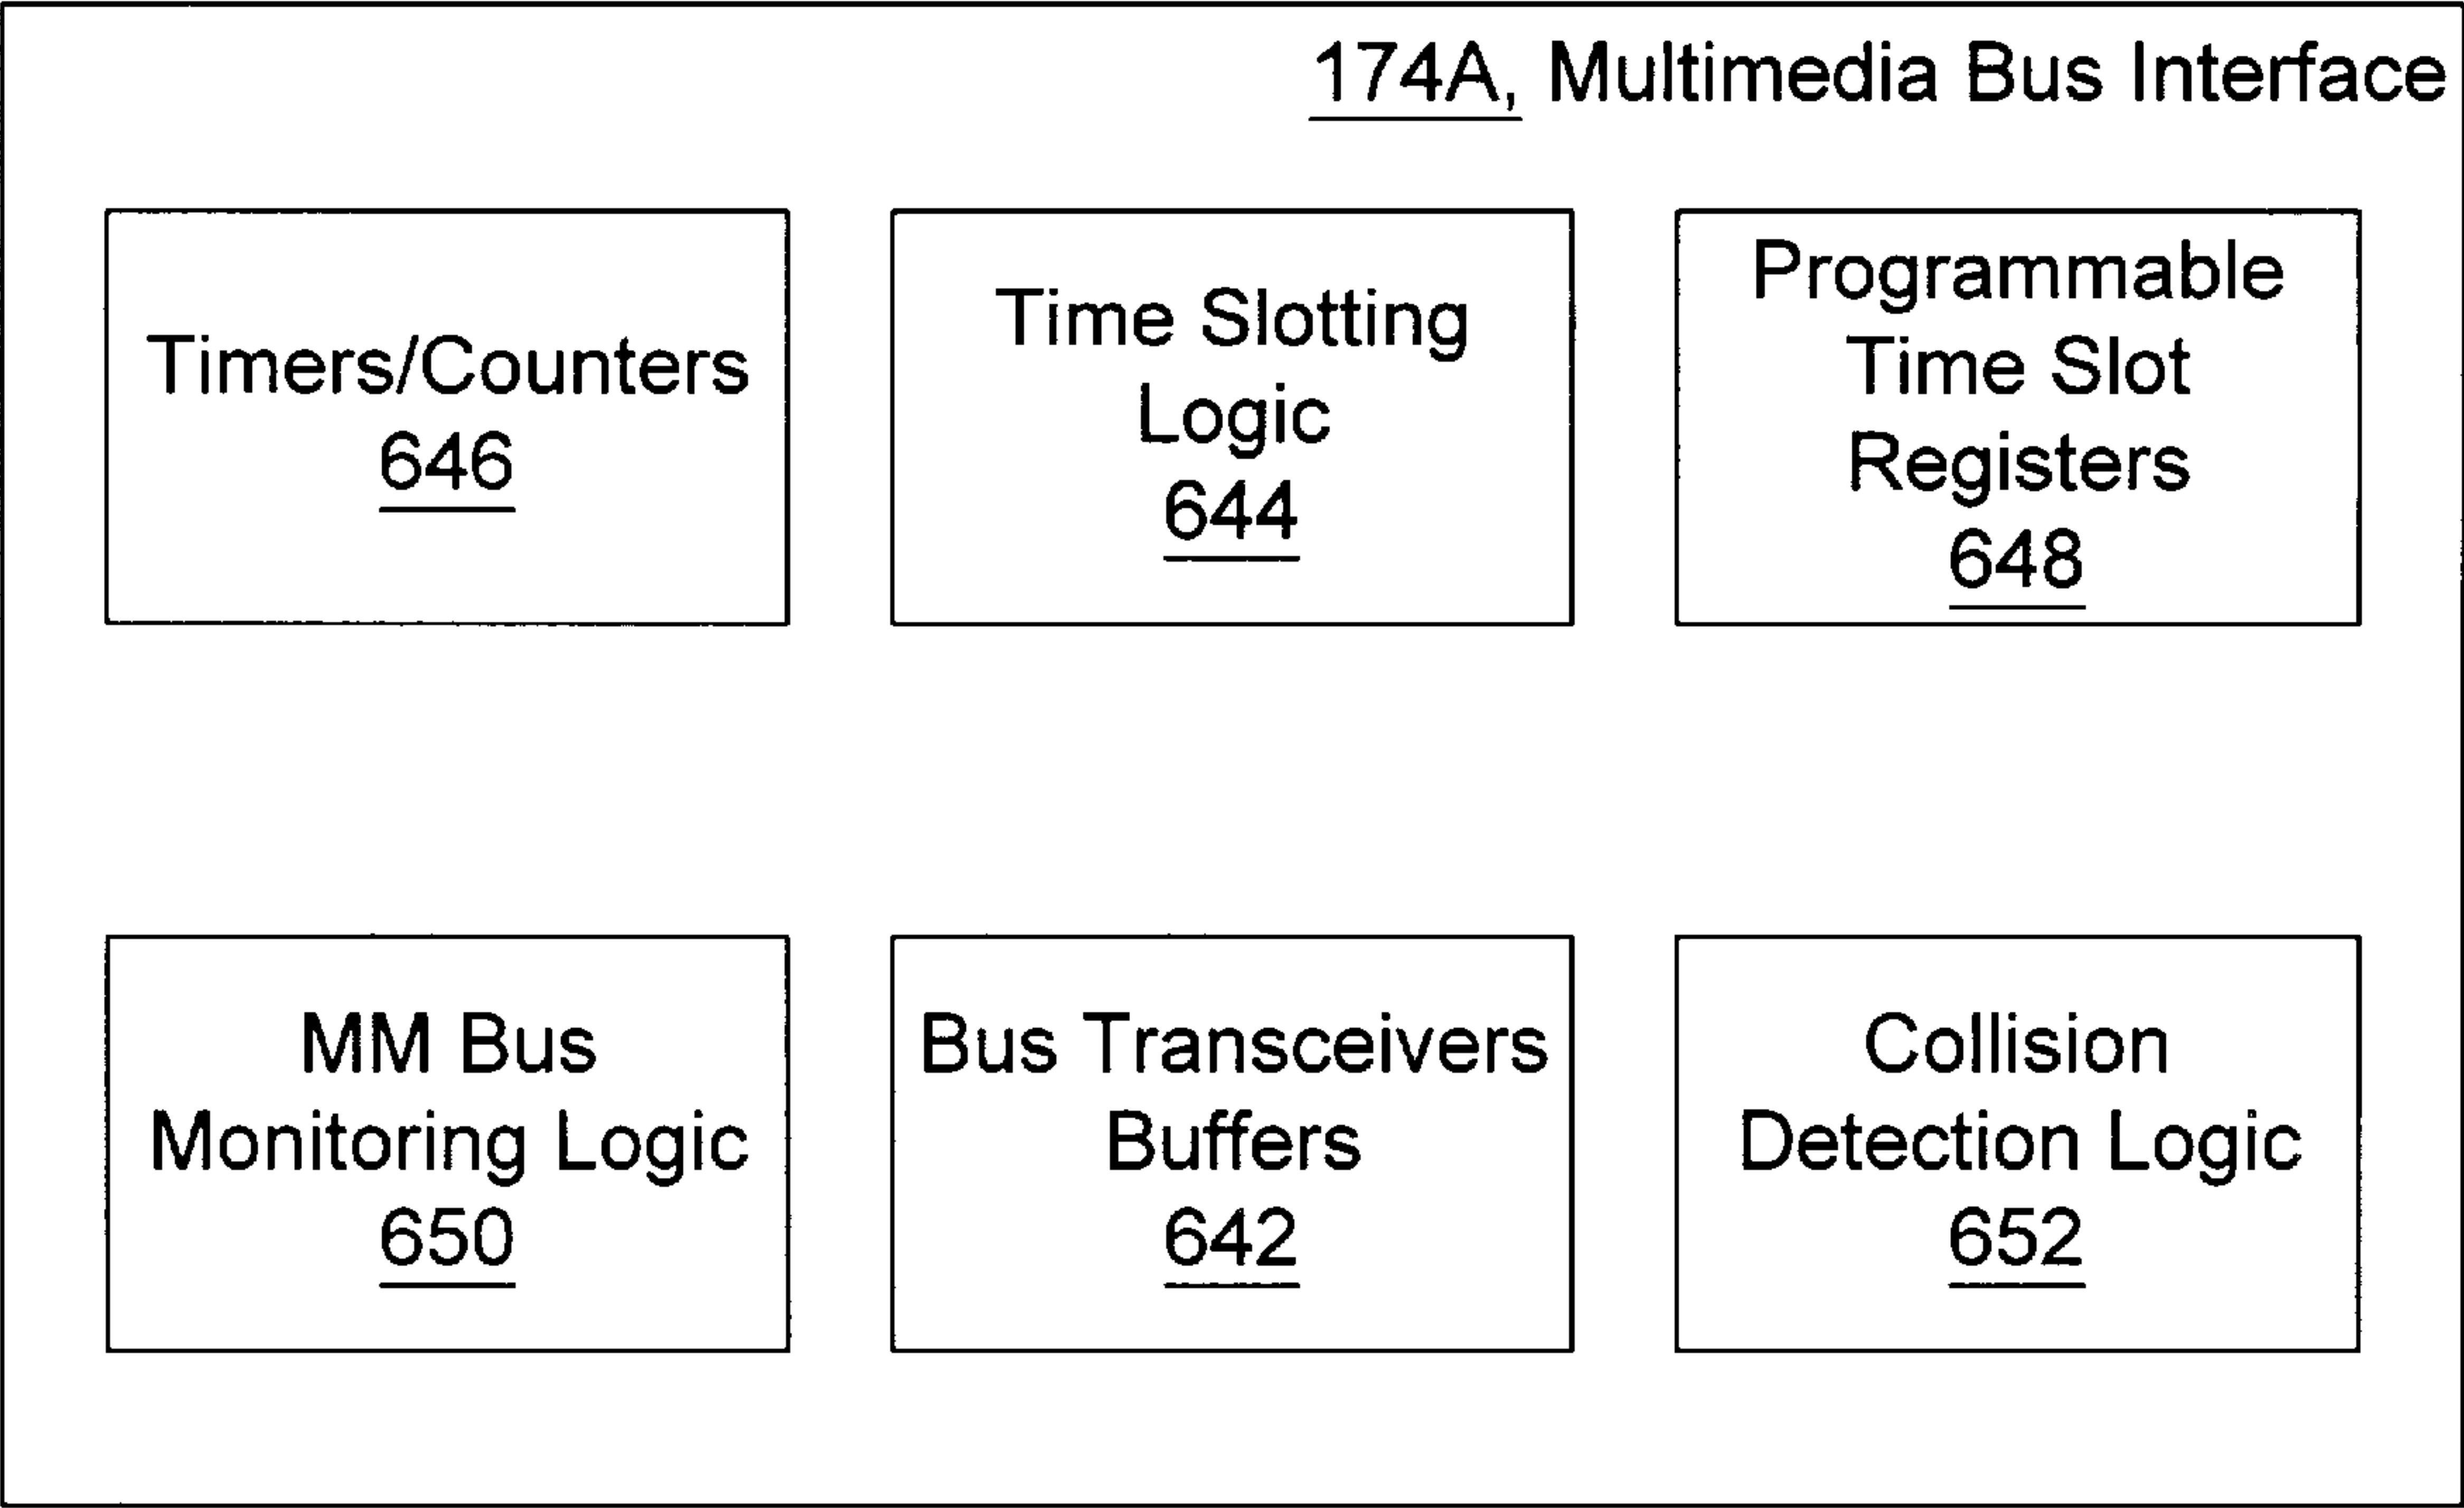 174A, Multimedia Bus Interface
Timers/Counters
646
Time Slotting
Logic
644
Programmable
Time Slot
Registers
648
MM Bus
Monitoring Logic
650
Bus Transceivers
Buffers
642
Collision
Detection Logic
652